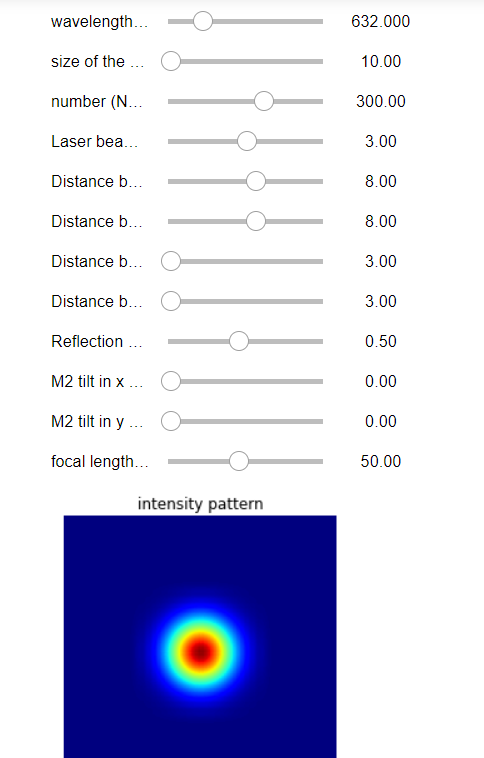 wavelength… 632.000
size of the … 10.00
number (N… 300.00
Laser bea… 3.00
Distance b… 8.00
Distance b… 8.00
Distance b… 3.00
Distance b… 3.00
Reflection … 0.50
M2 tilt in x … 0.00
M2 tilt in y … 0.00
focal length… 50.00
intensity pattern